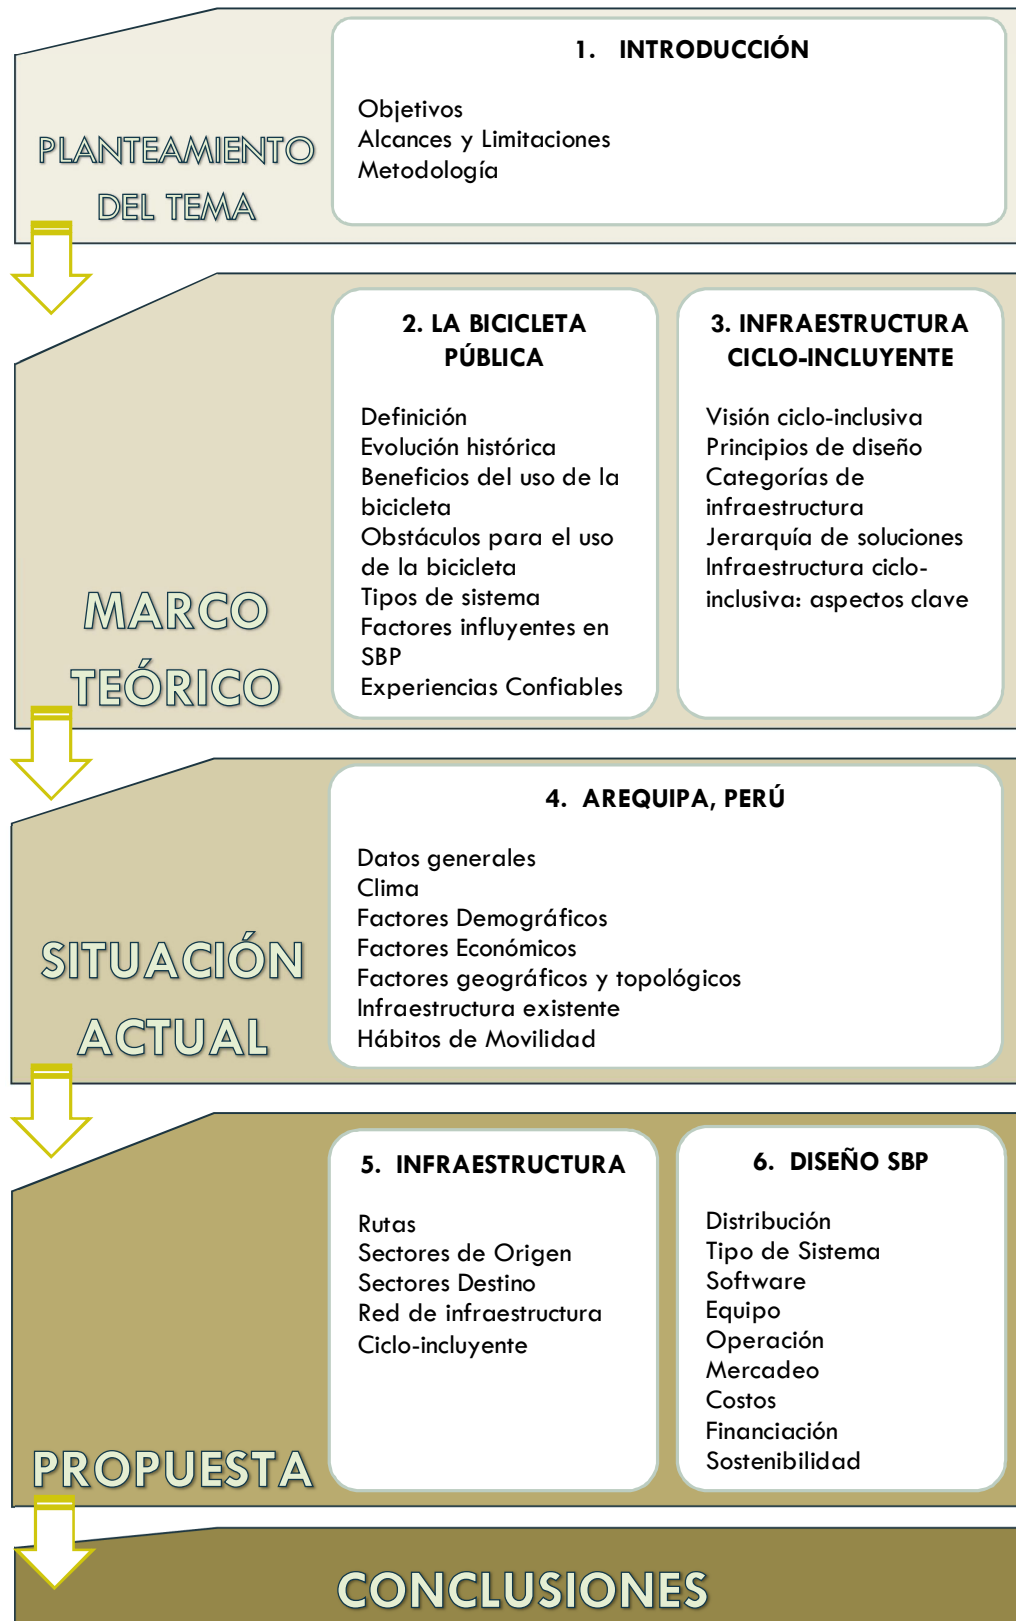 PLANTEAMIENTO
DEL TEMA
1. INTRODUCCIÓN
Objetivos
Alcances y Limitaciones
Metodología
MARCO
TEÓRICO
2. LA BICICLETA
PÚBLICA
Definición
Evolución histórica
Beneficios del uso de la
bicicleta
Obstáculos para el uso
de la bicicleta
Tipos de sistema
Factores influyentes en
SBP
Experiencias Confiables
3. INFRAESTRUCTURA
CICLO-INCLUYENTE
Visión ciclo-inclusiva
Principios de diseño
Categorías de
infraestructura
Jerarquía de soluciones
Infraestructura ciclo-
inclusiva: aspectos clave
SITUACIÓN
ACTUAL
4. AREQUIPA, PERÚ
Datos generales
Clima
Factores Demográficos
Factores Económicos
Factores geográficos y topológicos
Infraestructura existente
Hábitos de Movilidad
PROPUESTA
5. INFRAESTRUCTURA
Rutas
Sectores de Origen
Sectores Destino
Red de infraestructura
Ciclo-incluyente
6. DISEÑO SBP
Distribución
Tipo de Sistema
Software
Equipo
Operación
Mercadeo
Costos
Financiación
Sostenibilidad
CONCLUSIONES